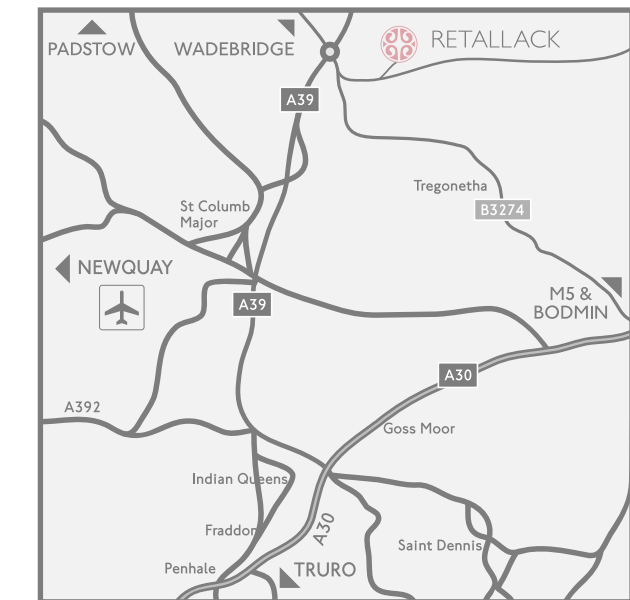 PADSTOW
WADEBRIDGE
RETALLACK
A39
Tregonetha
St Columb
Major
B3274
NEWQUAY
M5 &
BODMIN
A39
A30
A392
Goss Moor
Indian Queens
Fraddon
A30
Saint Dennis
Penhale
TRURO